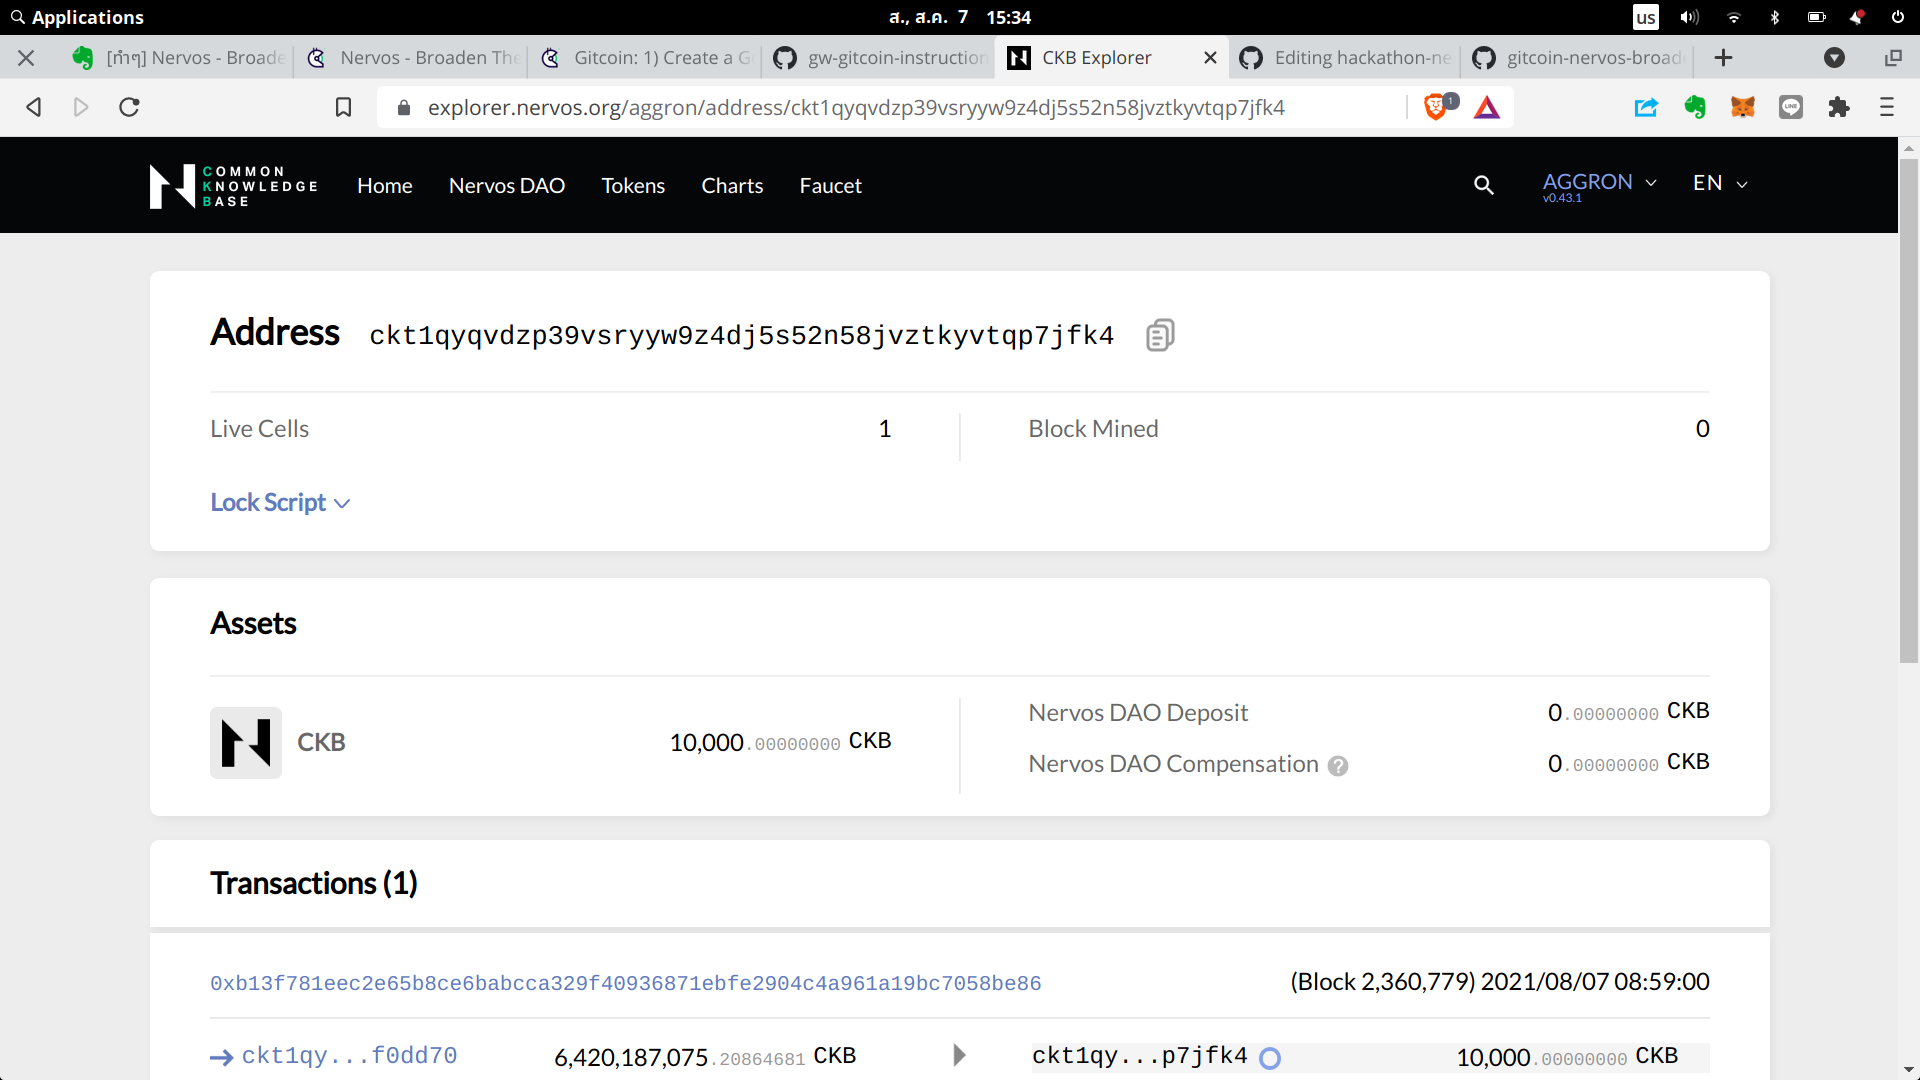 Applications
ส., ส.ค. 7 15:34
us
[ทำๆ] Nervos - Broade
Nervos - Broaden The
Gitcoin: 1) Create a G
gw-gitcoin-instruction
CKB Explorer
Editing hackathon-ne
gitcoin-nervos-broad
explorer.nervos.org/aggron/address/ckt1qyqvdzp39vsryyw9z4dj5s52n58jvztkyvtqp7jfk4
1
LINE
COMMON
KNOWLEDGE
BASE
Home
Nervos DAO
Tokens
Charts
Faucet
AGGRON
v0.43.1
EN
Address ckt1qyqvdzp39vsryyw9z4dj5s52n58jvztkyvtqp7jfk4
Live Cells 1
Block Mined 0
Lock Script
Assets
CKB 10,000.00000000 CKB
Nervos DAO Deposit 0.00000000 CKB
Nervos DAO Compensation ? 0.00000000 CKB
Transactions (1)
0xb13f781eec2e65b8ce6babcca329f40936871ebfe2904c4a961a19bc7058be86 (Block 2,360,779) 2021/08/07 08:59:00
ckt1qy...f0dd70 6,420,187,075.20864681 CKB
ckt1qy...p7jfk4 10,000.00000000 CKB